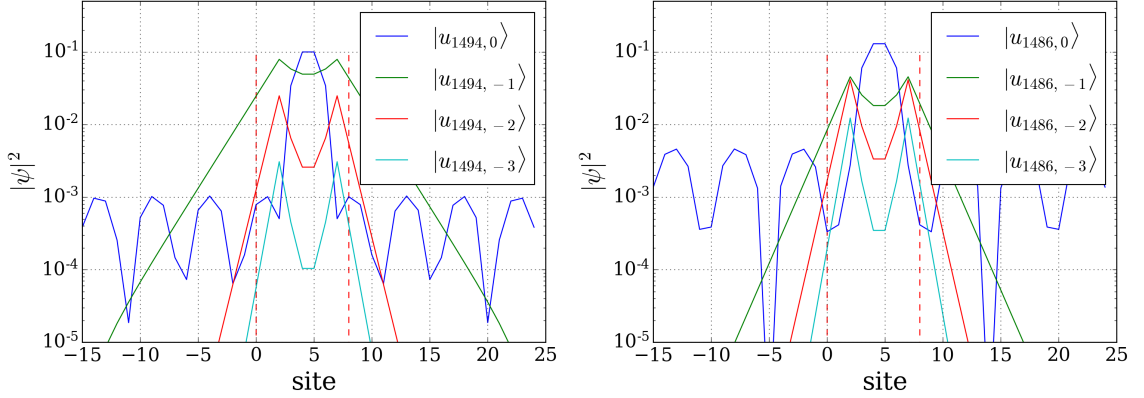 10⁻¹
10⁻²
10⁻³
10⁻⁴
10⁻⁵
|ψ|²
−15 −10 −5 0 5 10 15 20 25
site
|u₁₄₉₄,₀⟩
|u₁₄₉₄,₋₁⟩
|u₁₄₉₄,₋₂⟩
|u₁₄₉₄,₋₃⟩
10⁻¹
10⁻²
10⁻³
10⁻⁴
10⁻⁵
|ψ|²
−15 −10 −5 0 5 10 15 20 25
site
|u₁₄₈₆,₀⟩
|u₁₄₈₆,₋₁⟩
|u₁₄₈₆,₋₂⟩
|u₁₄₈₆,₋₃⟩